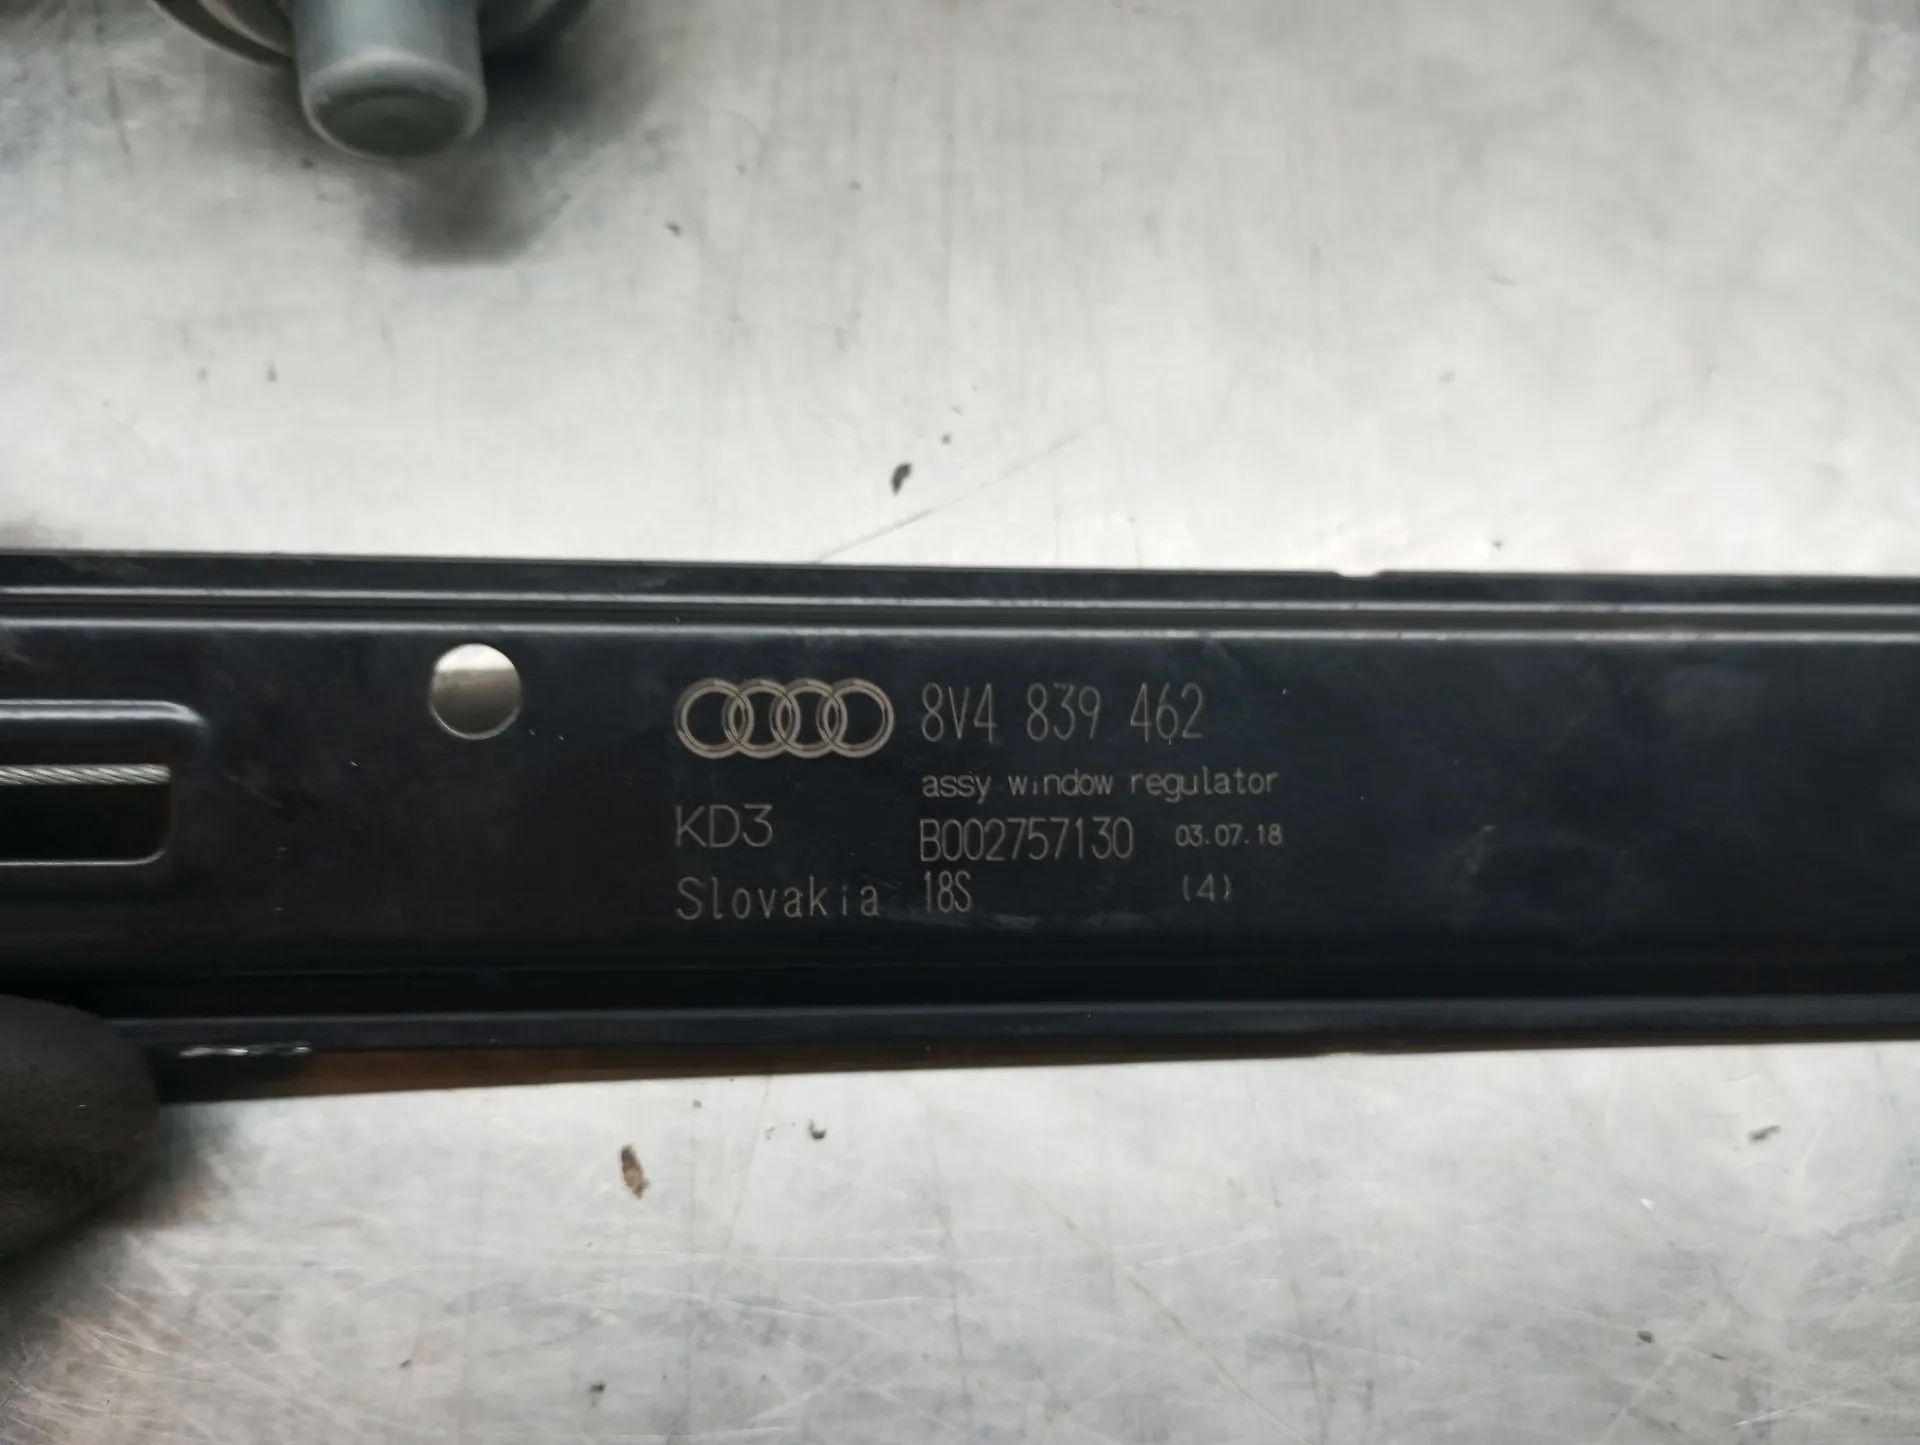 8V4 839 462
assy window regulator
KD3 B002757130 03.07.18
Slovakia 18S (4)